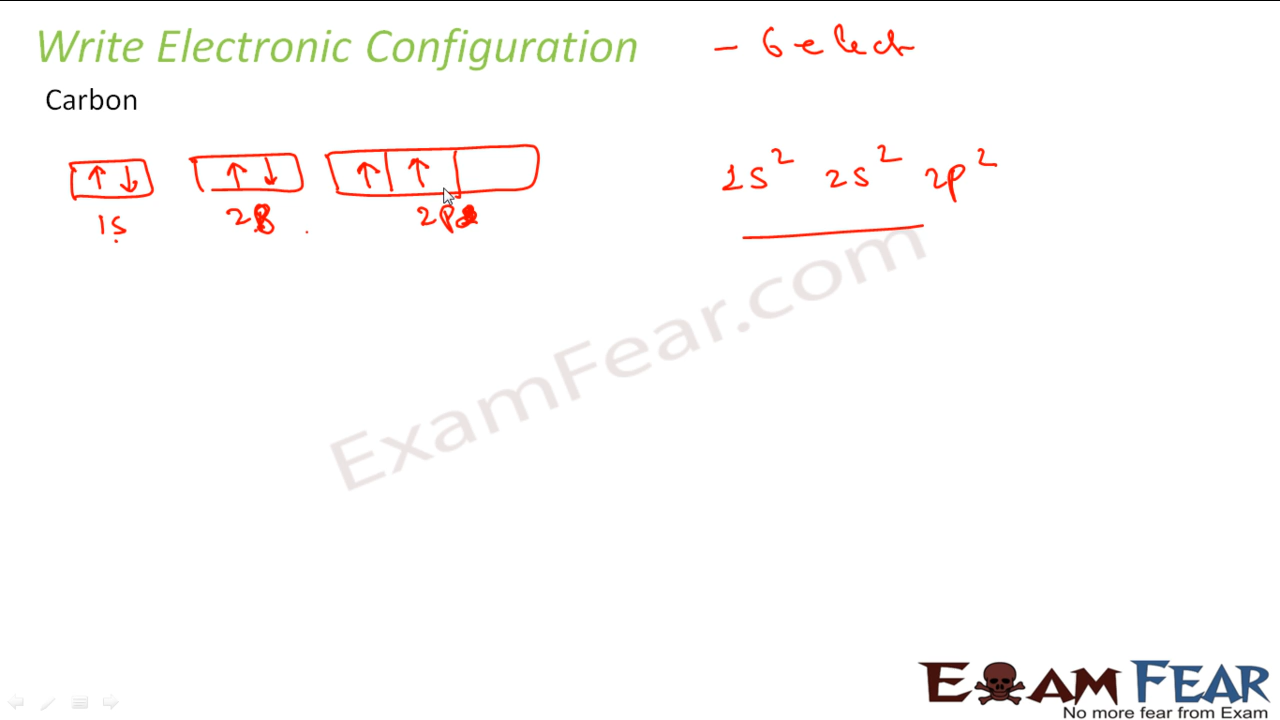 Write Electronic Configuration
- 6 elect
Carbon
↑ ↓ ↑ ↓ ↑ ↑
1s 2s 2p
1s² 2s² 2p²
ExamFear.com
EXAM FEAR
No more fear from Exam